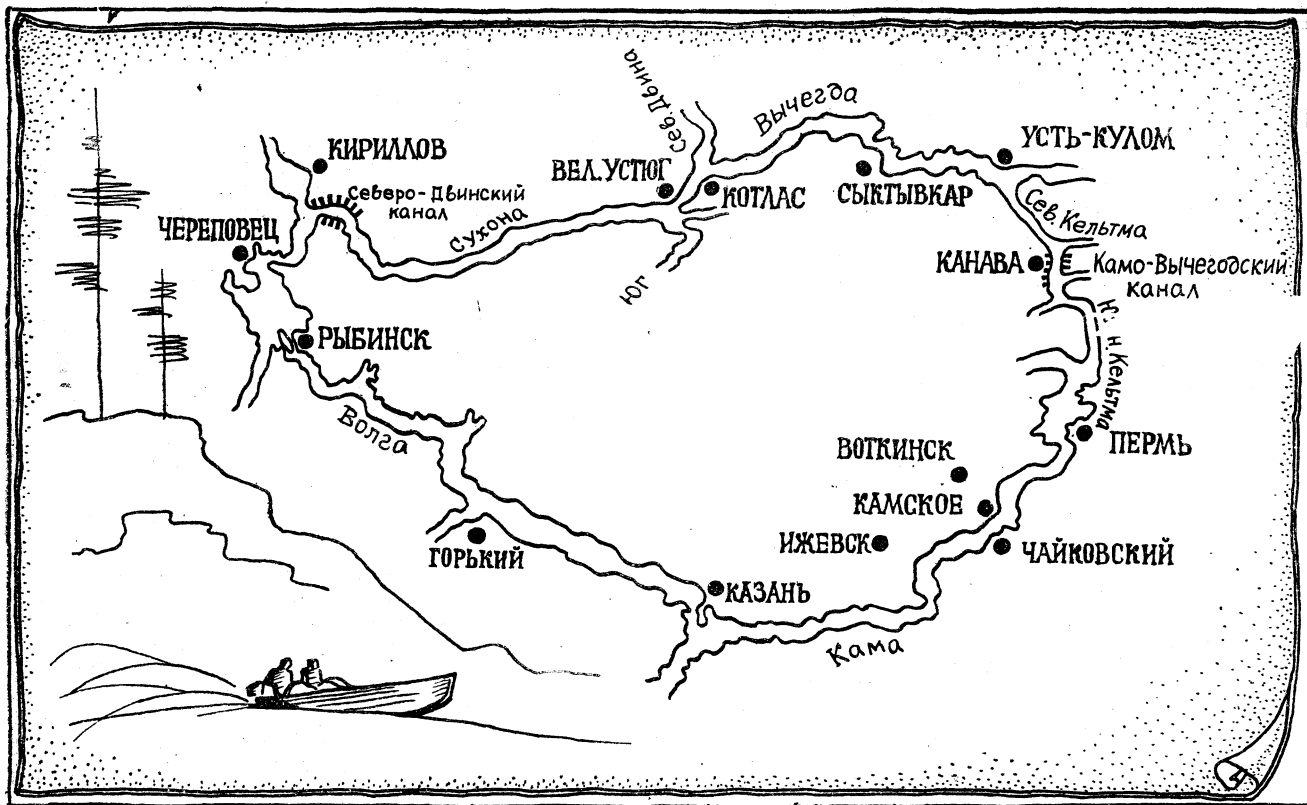 Сев. Двина
Вычегда
КИРИЛЛОВ
УСТЬ-КУЛОМ
ВЕЛ. УСТЮГ
КОТЛАС
СЫКТЫВКАР
Северо-Двинский
канал
Сев. Кельтма
ЧЕРЕПОВЕЦ
Сухона
КАНАВА
Камо-Вычегодский
канал
Юг
РЫБИНСК
Н. Кельтма
Волга
ПЕРМЬ
ВОТКИНСК
КАМСКОЕ
ИЖЕВСК
ЧАЙКОВСКИЙ
ГОРЬКИЙ
КАЗАНЬ
Кама